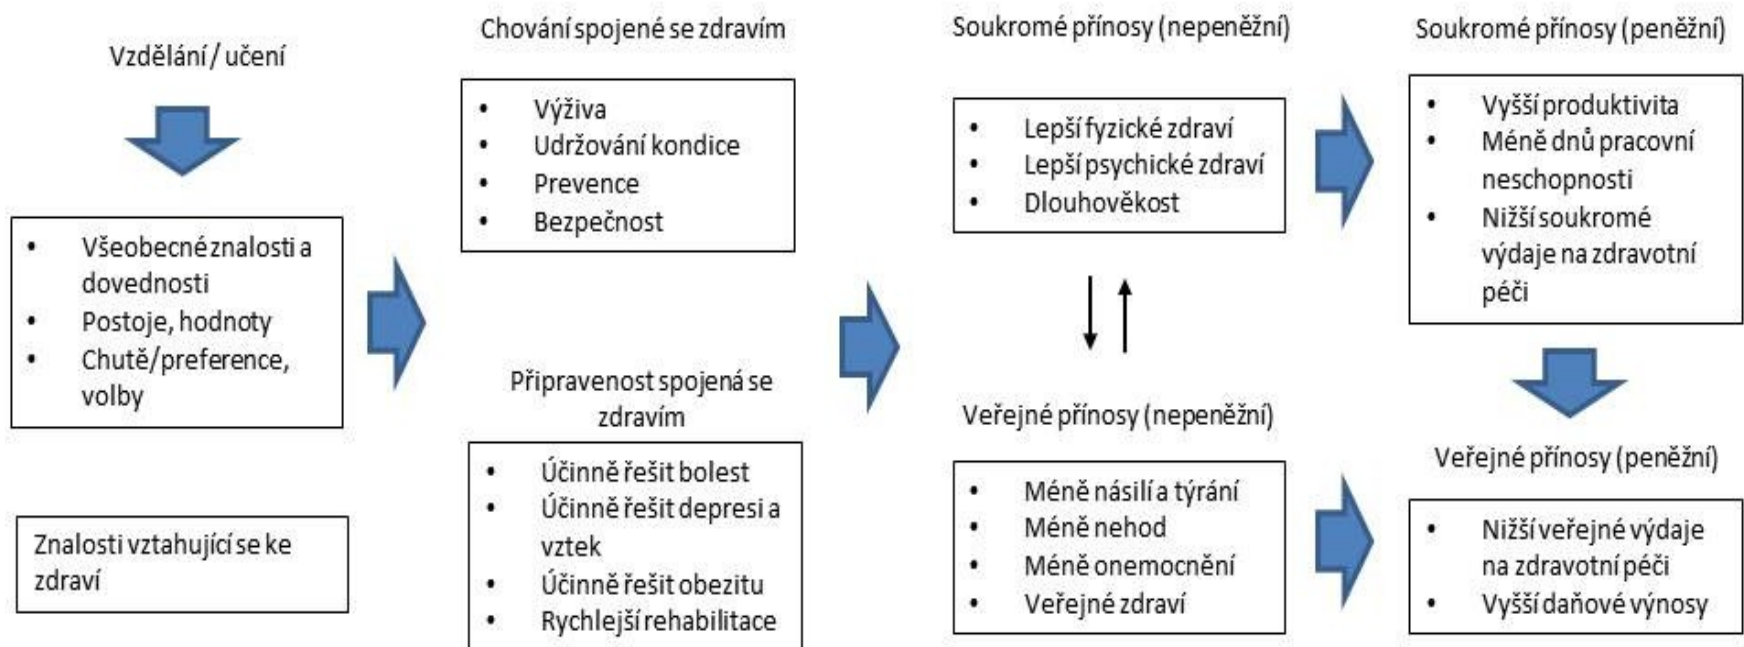 Vzdělání / učení
• Všeobecné znalosti a
dovednosti
• Postoje, hodnoty
• Chutě/preference,
volby
Znalosti vztahující se ke
zdraví
Chování spojené se zdravím
• Výživa
• Udržování kondice
• Prevence
• Bezpečnost
Připravenost spojená se
zdravím
• Účinně řešit bolest
• Účinně řešit depresi a
vztek
• Účinně řešit obezitu
• Rychlejší rehabilitace
Soukromé přínosy (nepeněžní)
• Lepší fyzické zdraví
• Lepší psychické zdraví
• Dlouhověkost
Veřejné přínosy (nepeněžní)
• Méně násilí a týrání
• Méně nehod
• Méně onemocnění
• Veřejné zdraví
Soukromé přínosy (peněžní)
• Vyšší produktivita
• Méně dnů pracovní
neschopnosti
• Nižší soukromé
výdaje na zdravotní
péči
Veřejné přínosy (peněžní)
• Nižší veřejné výdaje
na zdravotní péči
• Vyšší daňové výnosy